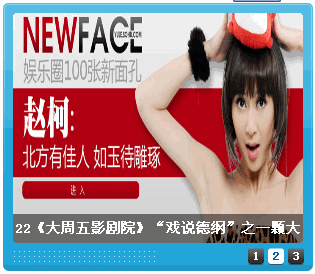 NEWFACE
YULE.SOHU.COM
娱乐圈100张新面孔
赵柯:
北方有佳人 如玉待雕琢
进 入
22《大周五影剧院》“戏说德纲”之一颗大
1 2 3